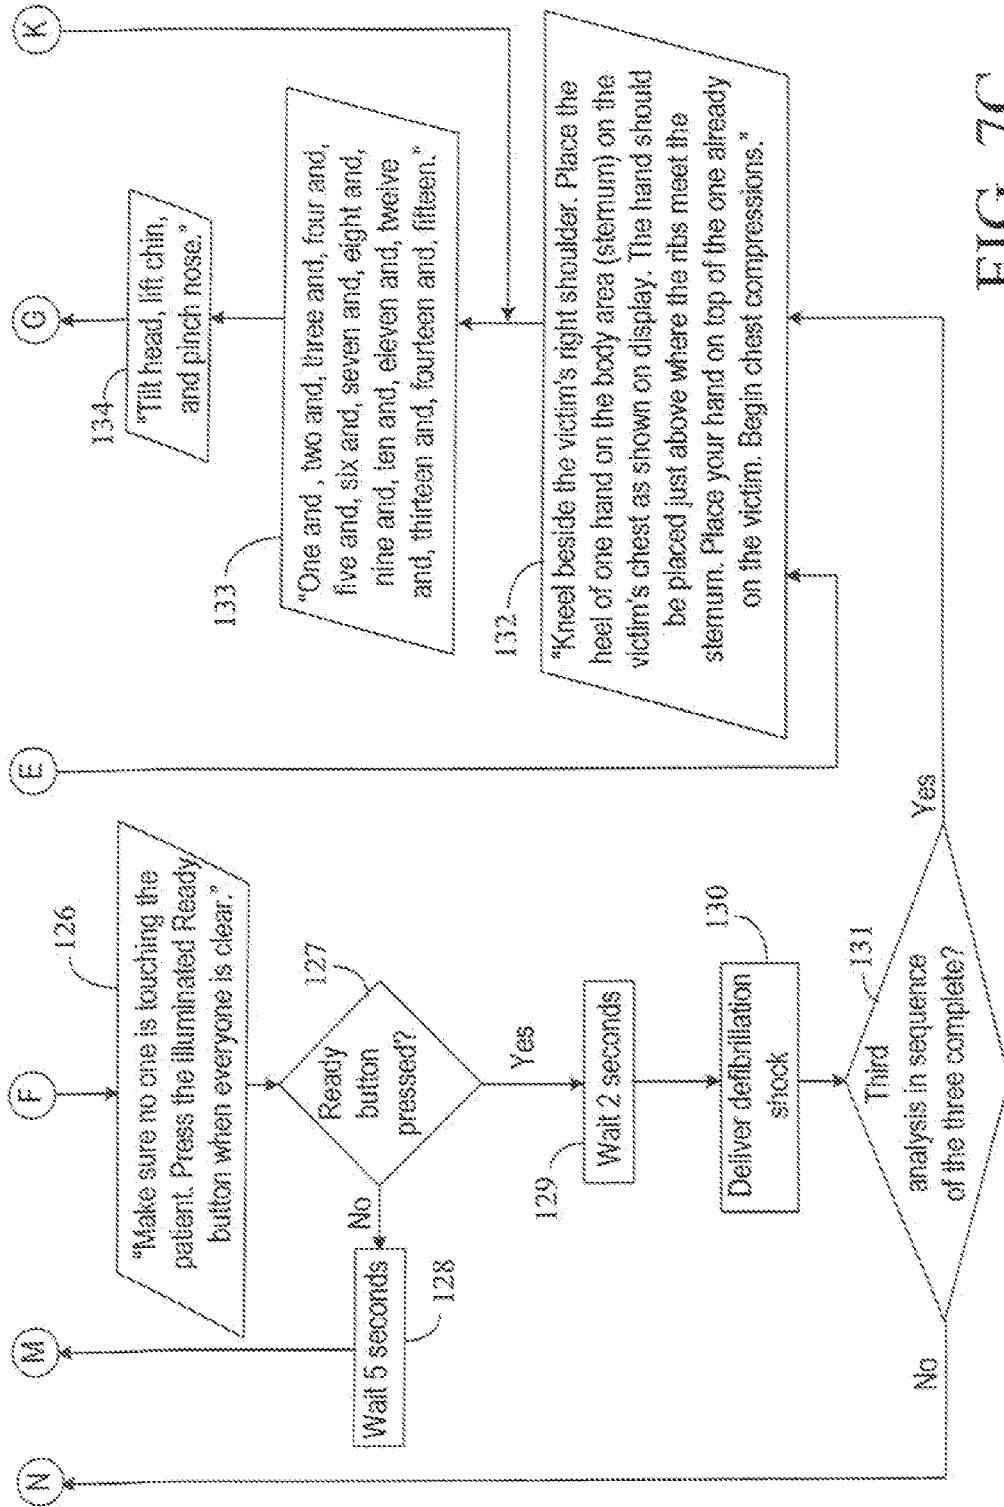 N
M
F
E
G
K
126
"Make sure no one is touching the
patient. Press the illuminated Ready
button when everyone is clear."
127
Ready
button
pressed?
No
Wait 5 seconds
128
Yes
129
Wait 2 seconds
130
Deliver defibrillation
shock
131
Third
analysis in sequence
of the three complete?
No
Yes
134
"Tilt head, lift chin,
and pinch nose."
133
"One and , two and, three and, four and,
five and, six and, seven and, eight and,
nine and, ten and, eleven and, twelve
and, thirteen and, fourteen and, fifteen."
132
"Kneel beside the victim's right shoulder. Place the
heel of one hand on the body area (sternum) on the
victim's chest as shown on display. The hand should
be placed just above where the ribs meet the
sternum. Place your hand on top of the one already
on the victim. Begin chest compressions."
FIG. 7C